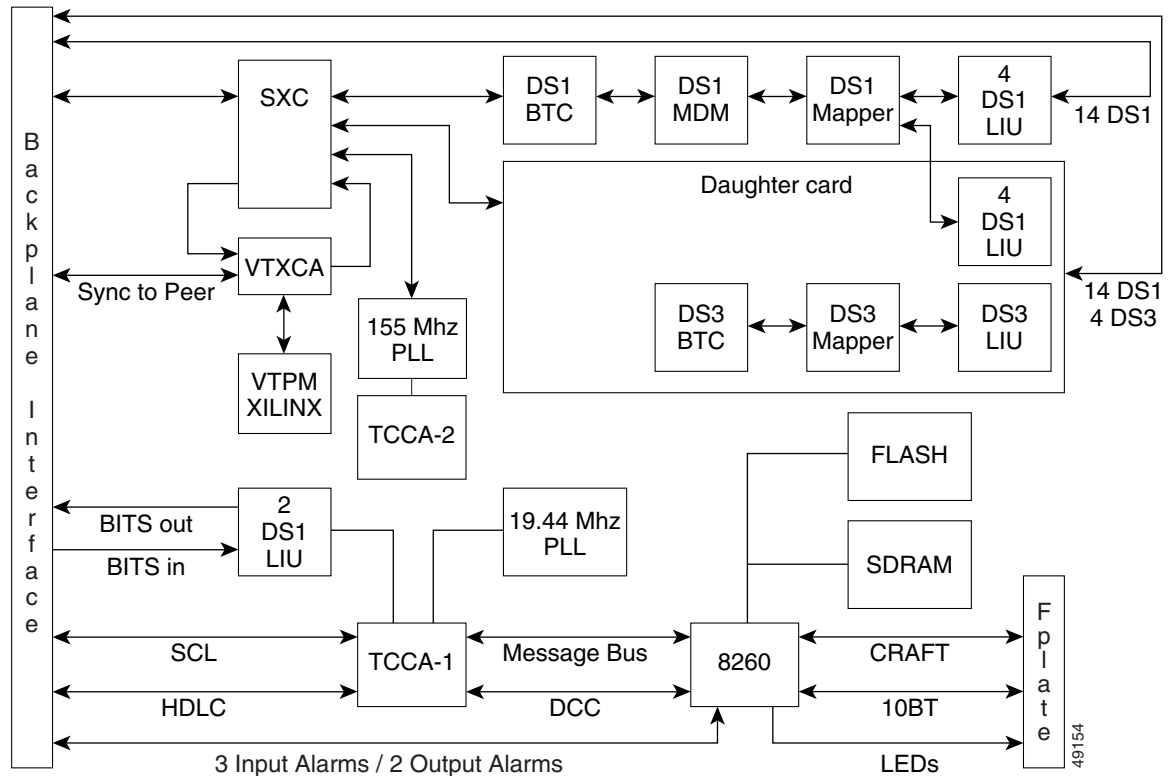 Backplane Interface
SXC
DS1
BTC
DS1
MDM
DS1
Mapper
4
DS1
LIU
14 DS1
Daughter card
4
DS1
LIU
VTXCA
Sync to Peer
14 DS1
4 DS3
155 Mhz
PLL
DS3
BTC
DS3
Mapper
DS3
LIU
VTPM
XILINX
TCCA-2
FLASH
2
DS1
LIU
BITS out
BITS in
19.44 Mhz
PLL
SDRAM
Fplate
SCL
TCCA-1
Message Bus
8260
CRAFT
HDLC
DCC
10BT
3 Input Alarms / 2 Output Alarms
LEDs
49154